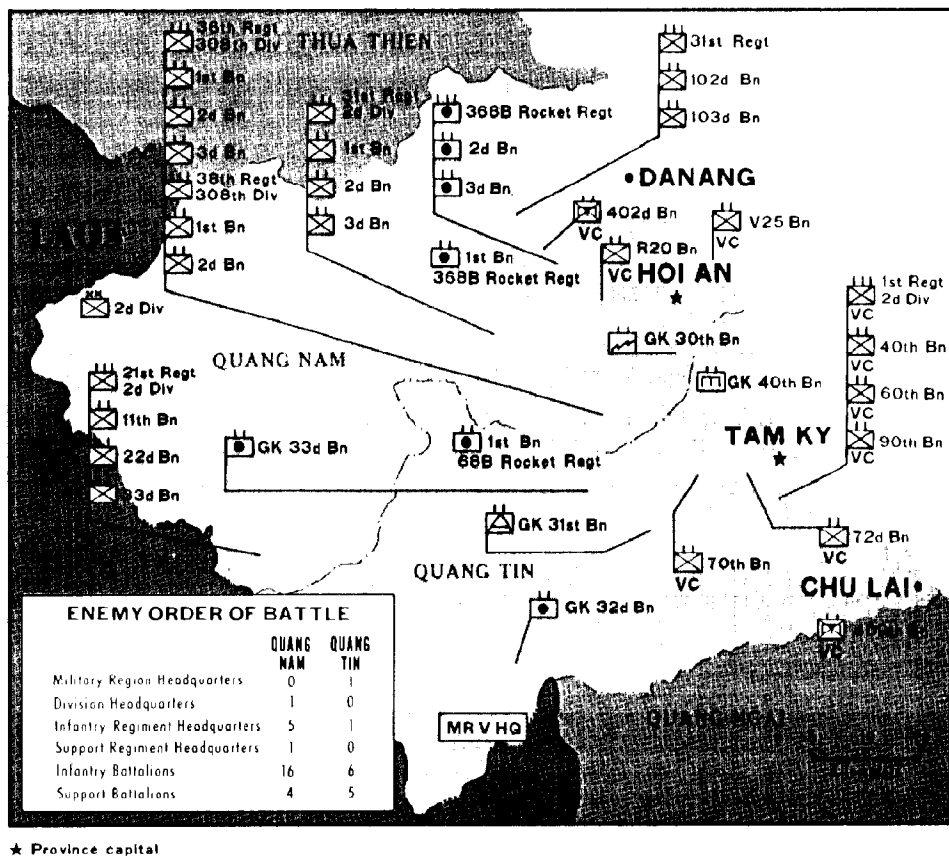 36th Regt
308th Div
THUA THIEN
31st Regt
1st Bn
102d Bn
31st Regt
2d Div
368B Rocket Regt
2d Bn
103d Bn
1st Bn
2d Bn
3d Bn
DANANG
38th Regt
308th Div
2d Bn
3d Bn
3d Bn
402d Bn
VC
V25 Bn
VC
LAOS
1st Bn
R20 Bn
VC
1st Bn
368B Rocket Regt
HOI AN
2d Bn
1st Regt
2d Div
VC
2d Div
GK 30th Bn
40th Bn
VC
QUANG NAM
21st Regt
2d Div
GK 40th Bn
60th Bn
VC
11th Bn
TAM KY
90th Bn
VC
GK 33d Bn
1st Bn
68B Rocket Regt
22d Bn
33d Bn
GK 31st Bn
72d Bn
VC
QUANG TIN
70th Bn
VC
CHU LAI
GK 32d Bn
VC
QUANG NGAI
MR V HQ
ENEMY ORDER OF BATTLE
QUANG NAM QUANG TIN
Military Region Headquarters 0 1
Division Headquarters 1 0
Infantry Regiment Headquarters 5 1
Support Regiment Headquarters 1 0
Infantry Battalions 16 6
Support Battalions 4 5
★ Province capital